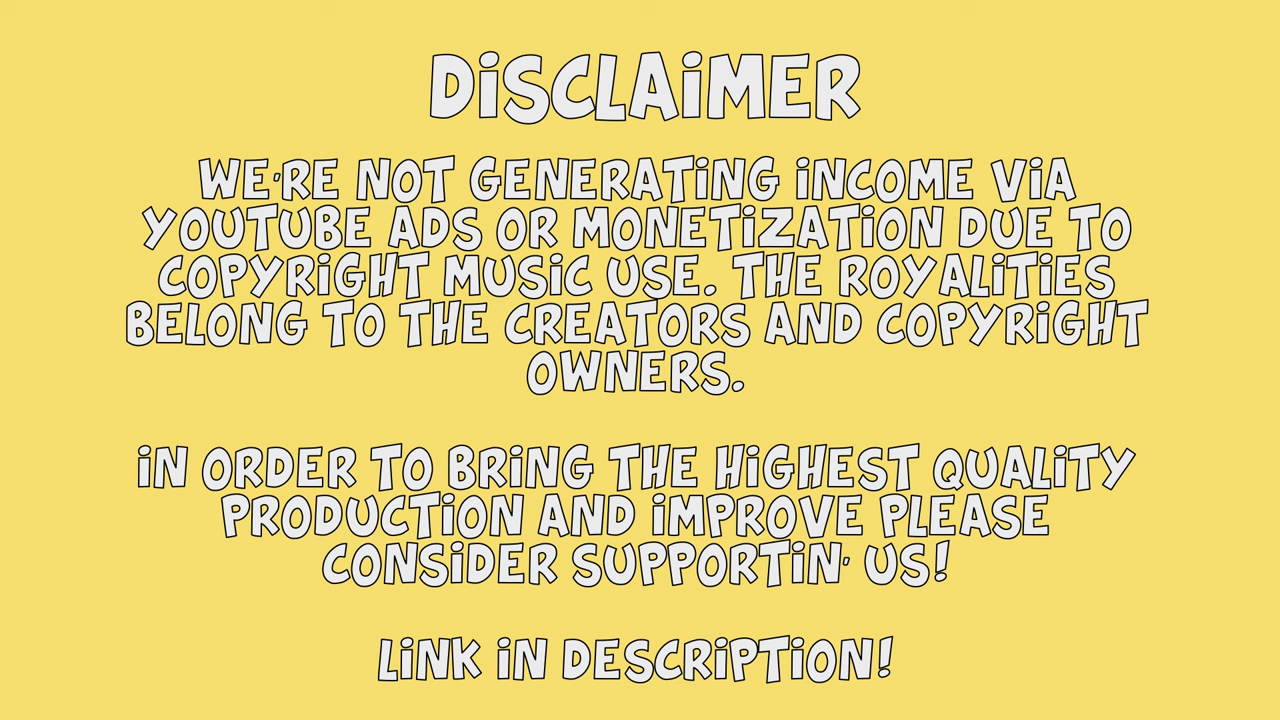 DiSCLAiMER
WE'RE NOT GENERATiNG iNCOME ViA
YOUTUBE ADS OR MONETiZATiON DUE TO
COPYRiGHT MUSiC USE. THE ROYALiTiES
BELONG TO THE CREATORS AND COPYRiGHT
OWNERS.
iN ORDER TO BRiNG THE HiGHEST QUALiTY
PRODUCTiON AND iMPROVE PLEASE
CONSiDER SUPPORTiN' US!
LiNK iN DESCRiPTiON!